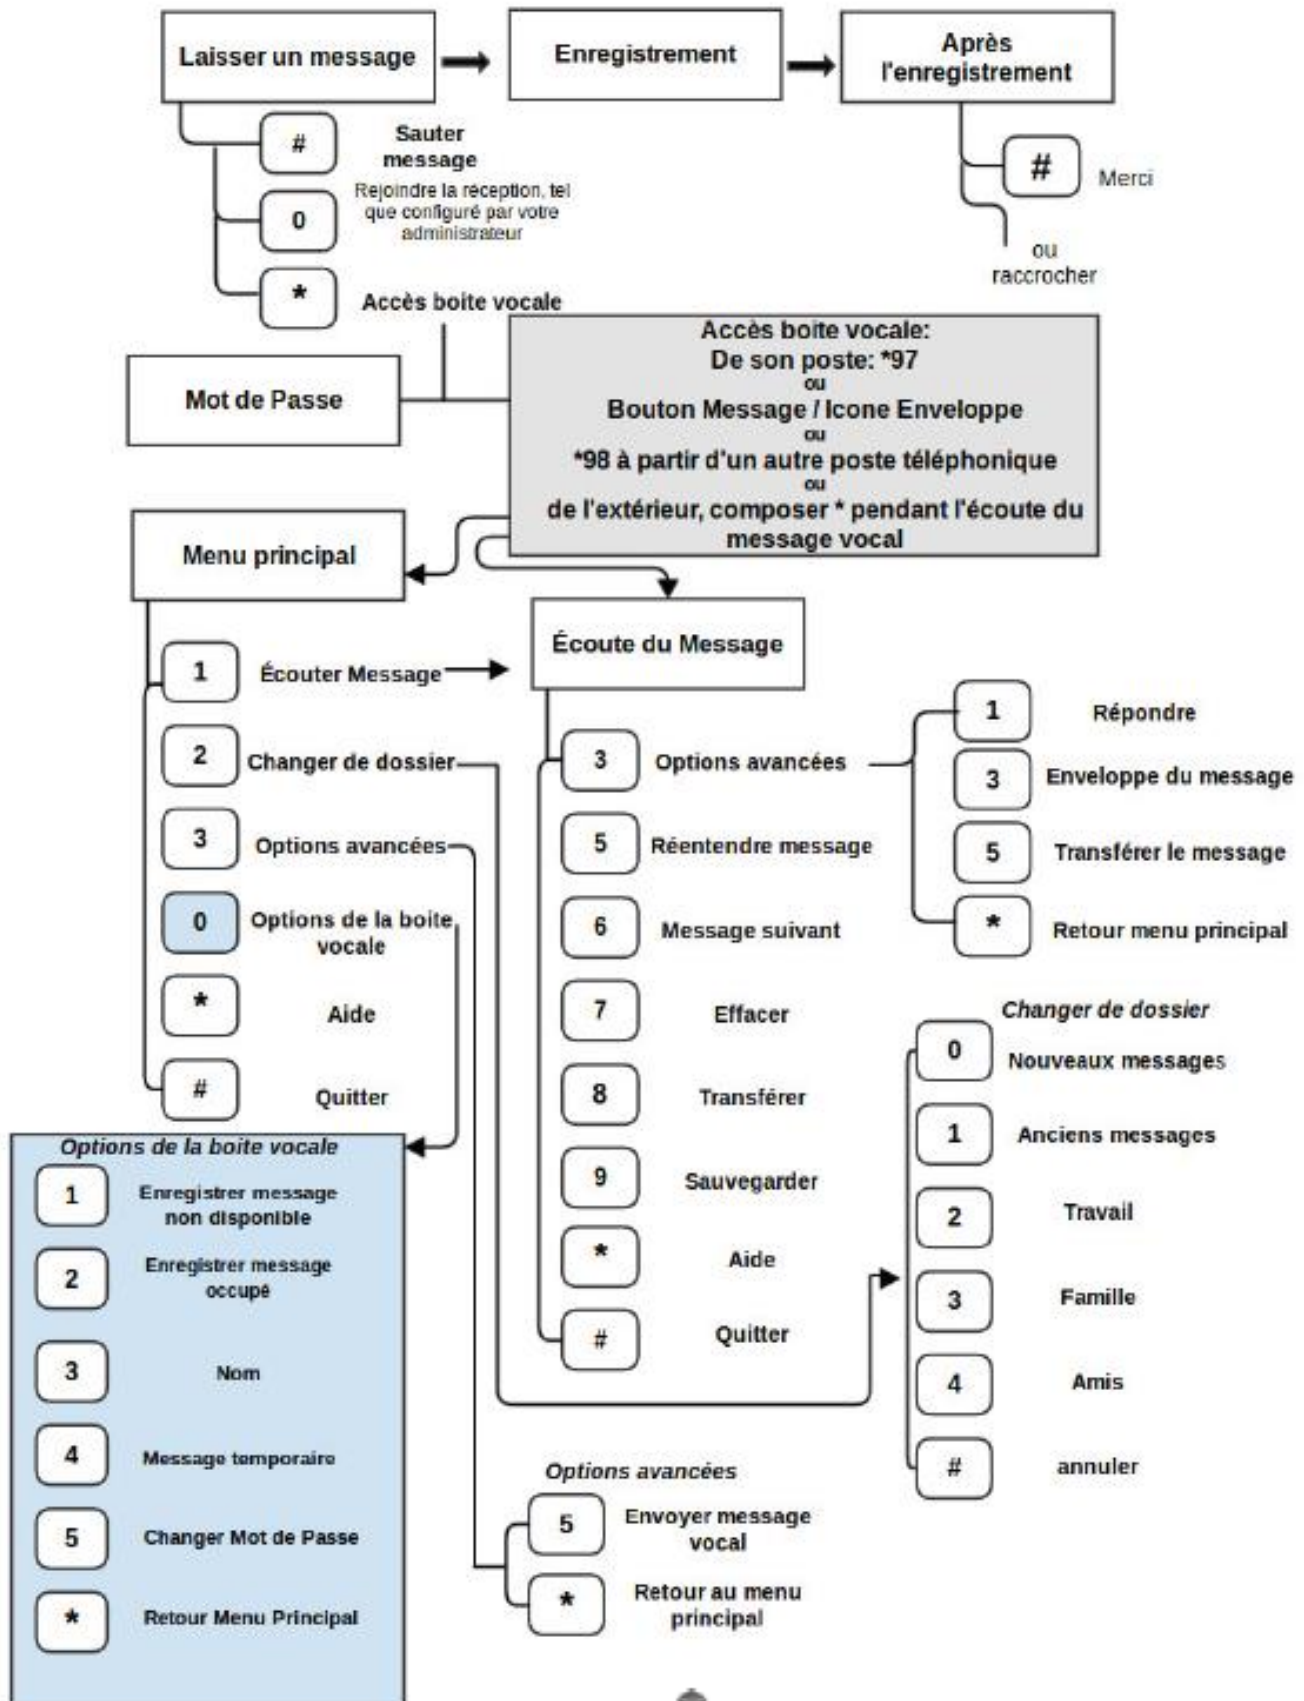 Laisser un message
Enregistrement
Après
l'enregistrement
#
Sauter
message
0
Rejoindre la réception, tel
que configuré par votre
administrateur
*
Accès boite vocale
#
Merci
ou
raccrocher
Mot de Passe
Accès boite vocale:
De son poste: *97
ou
Bouton Message / Icone Enveloppe
ou
*98 à partir d'un autre poste téléphonique
ou
de l'extérieur, composer * pendant l'écoute du
message vocal
Menu principal
1
Écouter Message
2
Changer de dossier
3
Options avancées
0
Options de la boite
vocale
*
Aide
#
Quitter
Écoute du Message
3
Options avancées
5
Réentendre message
6
Message suivant
7
Effacer
8
Transférer
9
Sauvegarder
*
Aide
#
Quitter
1
Répondre
3
Enveloppe du message
5
Transférer le message
*
Retour menu principal
Changer de dossier
0
Nouveaux messages
1
Anciens messages
2
Travail
3
Famille
4
Amis
#
annuler
Options de la boite vocale
1
Enregistrer message
non disponible
2
Enregistrer message
occupé
3
Nom
4
Message temporaire
5
Changer Mot de Passe
*
Retour Menu Principal
Options avancées
5
Envoyer message
vocal
*
Retour au menu
principal